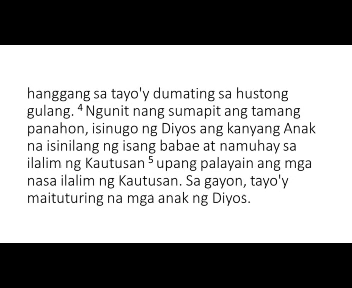 hanggang sa tayo'y dumating sa hustong
gulang. ⁴ Ngunit nang sumapit ang tamang
panahon, isinugo ng Diyos ang kanyang Anak
na isinilang ng isang babae at namuhay sa
ilalim ng Kautusan ⁵ upang palayain ang mga
nasa ilalim ng Kautusan. Sa gayon, tayo'y
maituturing na mga anak ng Diyos.